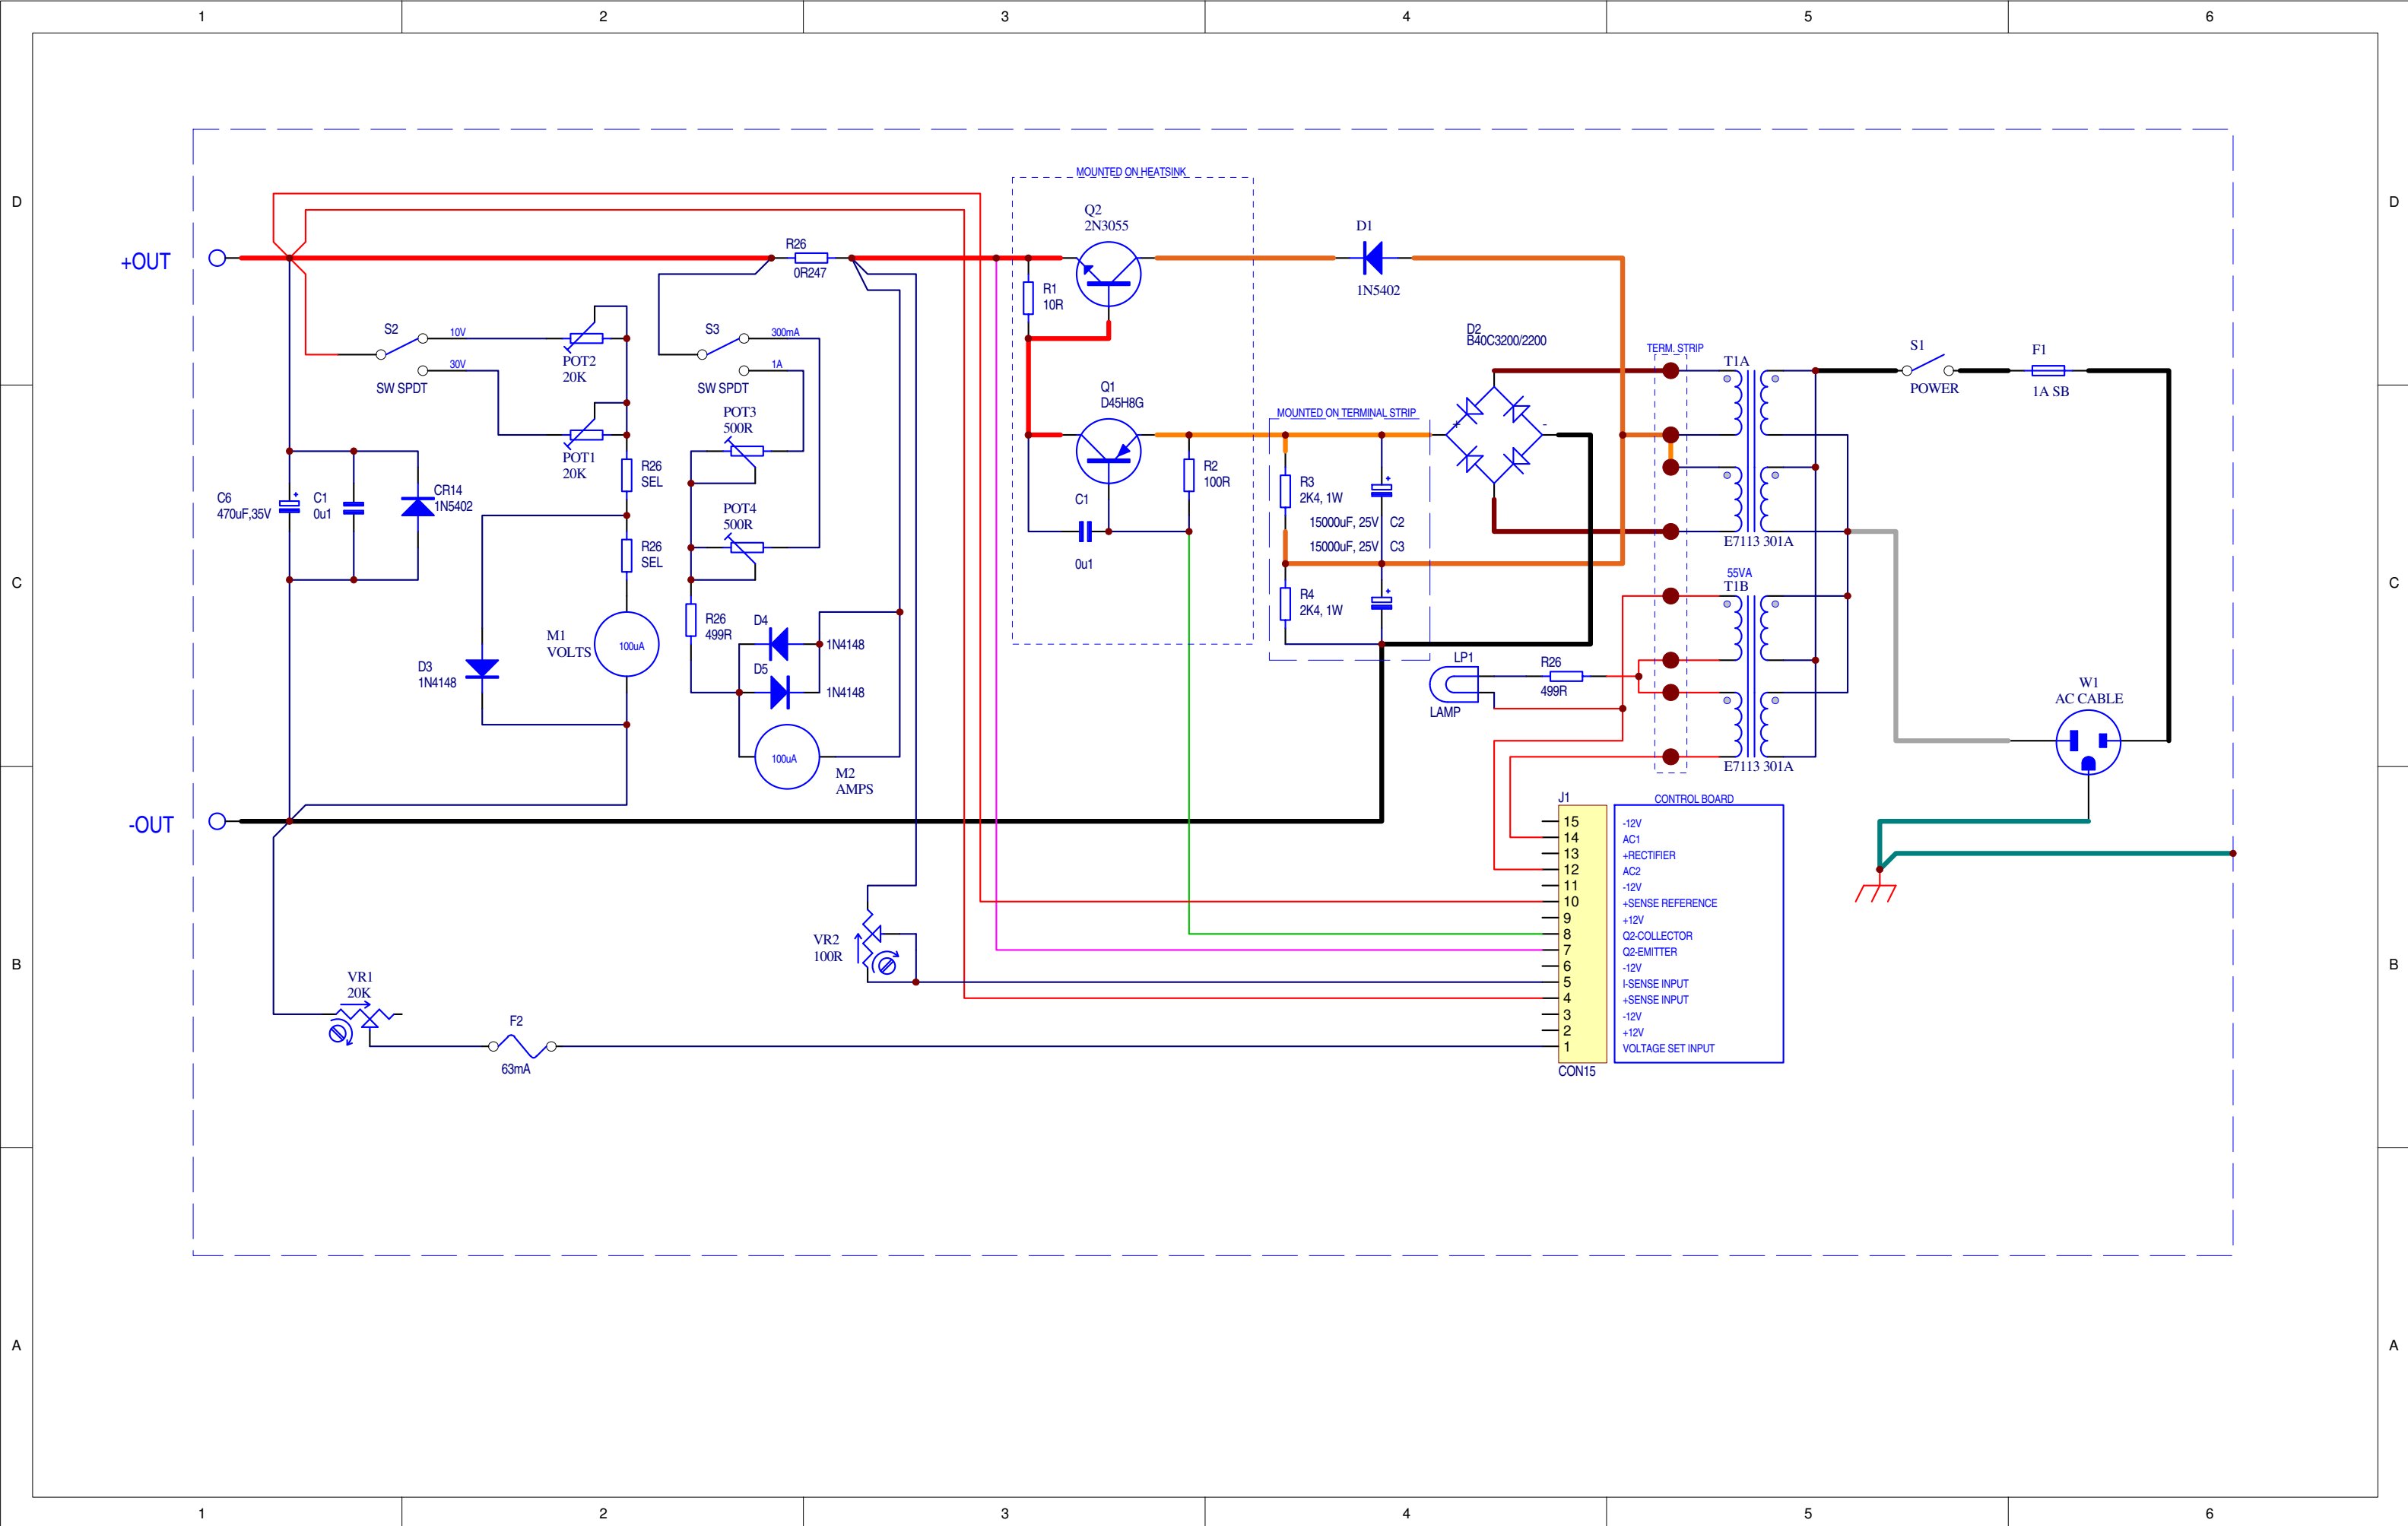 1 2 3 4 5 6
D D
MOUNTED ON HEATSINK
Q2
2N3055
D1
1N5402
+OUT
R26
0R247
R1
10R
S2
10V
30V
SW SPDT
POT2
20K
POT1
20K
S3
300mA
1A
SW SPDT
D2
B40C3200/2200
+
-
TERM. STRIP
T1A
S1
POWER
F1
1A SB
Q1
D45H8G
MOUNTED ON TERMINAL STRIP
POT3
500R
POT4
500R
C6
470uF,35V
+
C1
0u1
CR14
1N5402
R26
SEL
R26
SEL
C1
0u1
R2
100R
R3
2K4, 1W
+
15000uF, 25V C2
15000uF, 25V C3
+
R4
2K4, 1W
E7113 301A
55VA
T1B
C C
M1
VOLTS
100uA
D3
1N4148
R26
499R
D4
1N4148
D5
1N4148
100uA
M2
AMPS
LP1
LAMP
R26
499R
E7113 301A
W1
AC CABLE
-OUT
J1
CONTROL BOARD
15 -12V
14 AC1
13 +RECTIFIER
12 AC2
11 -12V
10 +SENSE REFERENCE
9 +12V
8 Q2-COLLECTOR
7 Q2-EMITTER
6 -12V
5 I-SENSE INPUT
4 +SENSE INPUT
3 -12V
2 +12V
1 VOLTAGE SET INPUT
CON15
VR2
100R
B B
VR1
20K
F2
63mA
A A
1 2 3 4 5 6